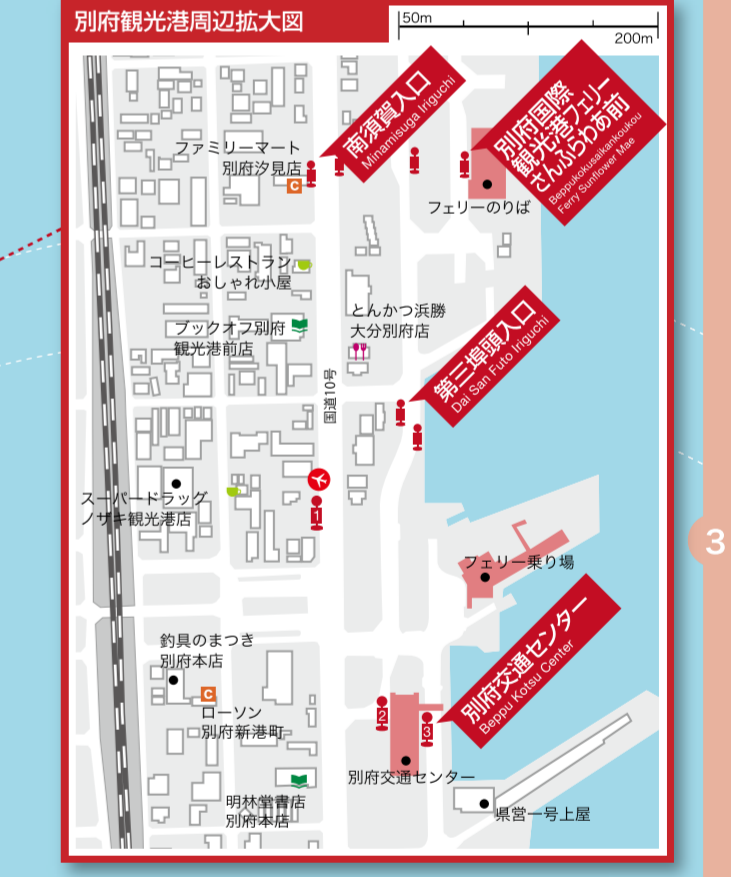 別府観光港周辺拡大図
50m
200m
南須賀入口
Minamisuga Iriguchi
別府国際
観光港フェリー
さんふらわあ前
Beppukokusaikankoukou
Ferry Sunflower Mae
ファミリーマート
別府汐見店
C
フェリーのりば
コーヒーレストラン
おしゃれ小屋
とんかつ浜勝
大分別府店
ブックオフ別府
観光港前店
第三埠頭入口
Dai San Futo Iriguchi
国道10号
スーパードラッグ
ノザキ観光港店
1
3
フェリー乗り場
別府交通センター
Beppu Kotsu Center
釣具のまつき
別府本店
C
ローソン
別府新港町
2
3
別府交通センター
明林堂書店
別府本店
県営一号上屋